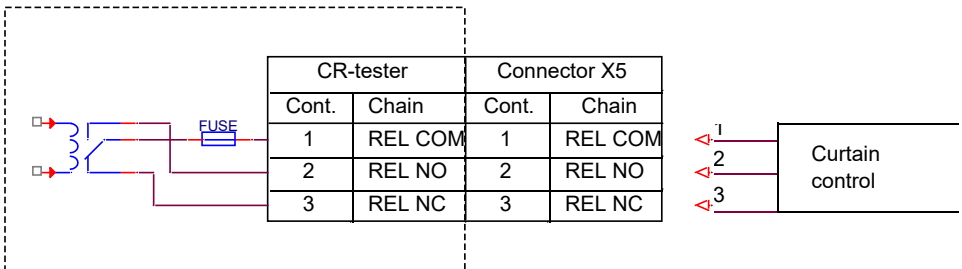 CR-tester Connector X5
Cont. Chain Cont. Chain
FUSE
1 REL COM 1 REL COM 1
2 REL NO 2 REL NO 2
3 REL NC 3 REL NC 3
Curtain
control